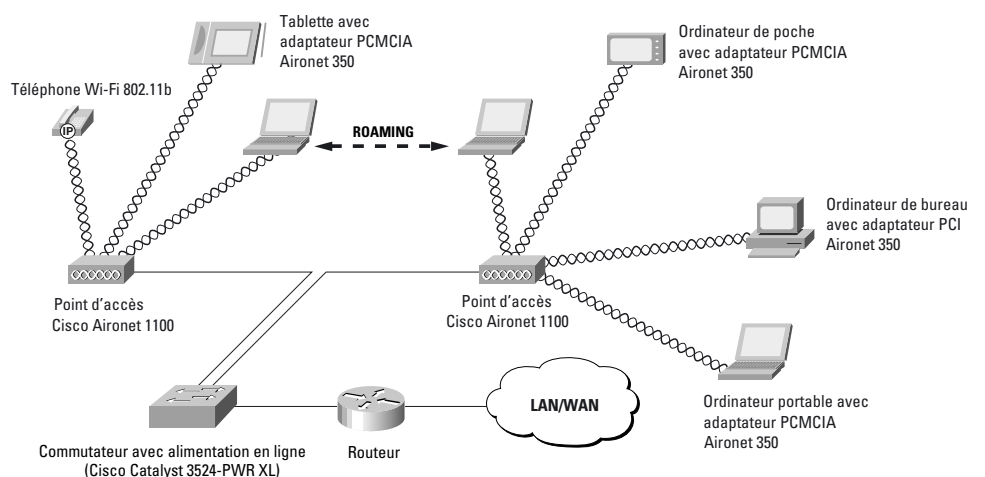 Tablette avec
adaptateur PCMCIA
Aironet 350
Ordinateur de poche
avec adaptateur PCMCIA
Aironet 350
Téléphone Wi-Fi 802.11b
IP
ROAMING
Ordinateur de bureau
avec adaptateur PCI
Aironet 350
Point d'accès
Cisco Aironet 1100
Point d'accès
Cisco Aironet 1100
Ordinateur portable avec
adaptateur PCMCIA
Aironet 350
LAN/WAN
Commutateur avec alimentation en ligne
(Cisco Catalyst 3524-PWR XL)
Routeur